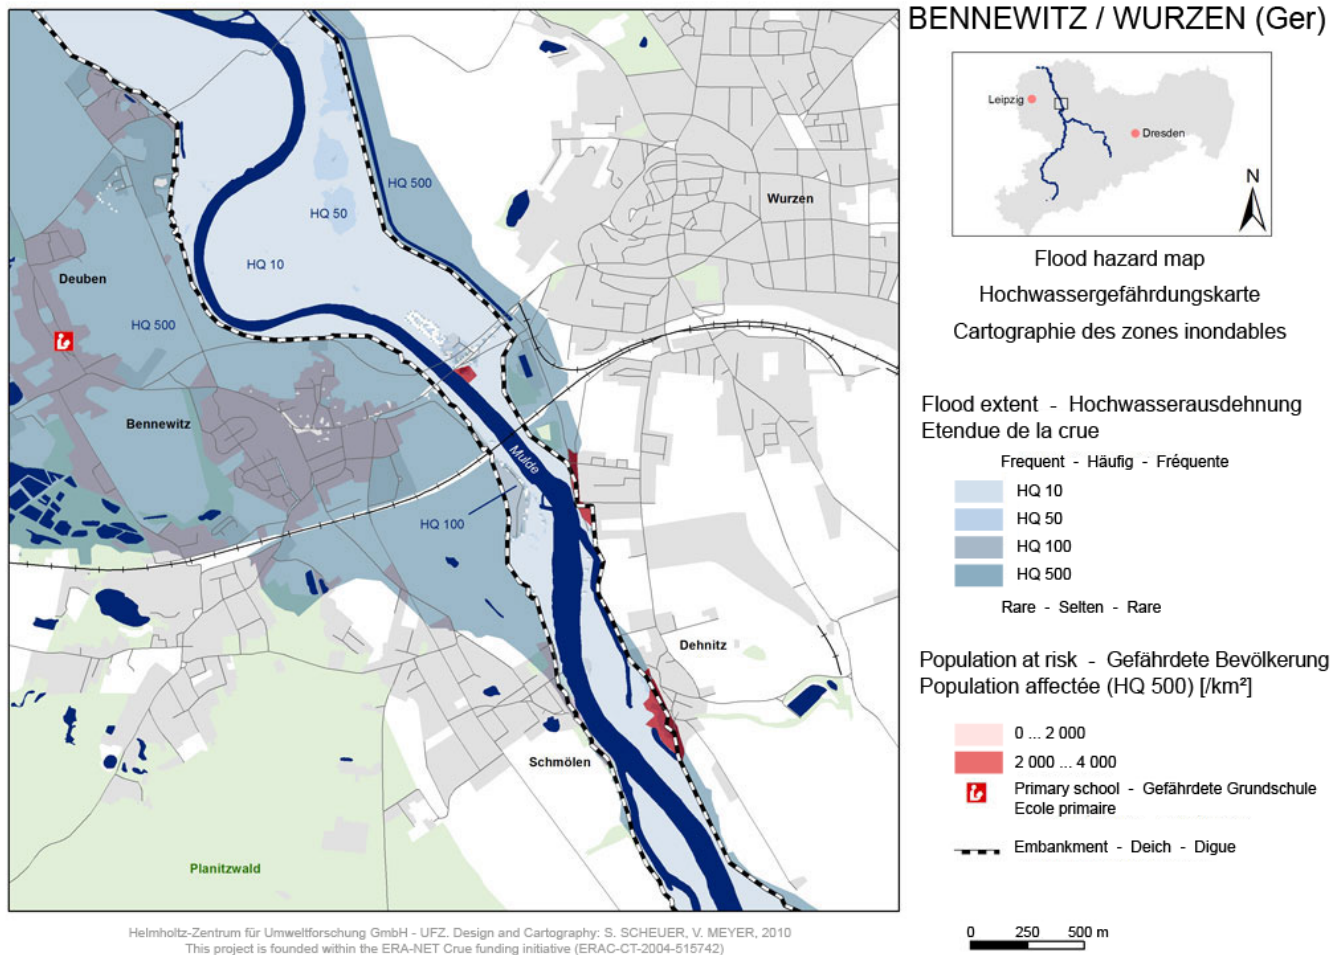 BENNEWITZ / WURZEN (Ger)
Leipzig
Dresden
N
Flood hazard map
Hochwassergefährdungskarte
Cartographie des zones inondables
Flood extent - Hochwasserausdehnung
Etendue de la crue
Frequent - Häufig - Fréquente
HQ 10
HQ 50
HQ 100
HQ 500
Rare - Selten - Rare
Population at risk - Gefährdete Bevölkerung
Population affectée (HQ 500) [/km²]
0 ... 2 000
2 000 ... 4 000
Primary school - Gefährdete Grundschule
Ecole primaire
Embankment - Deich - Digue
0 250 500 m
HQ 500
Wurzen
HQ 50
HQ 10
Deuben
HQ 500
Bennewitz
Mulde
HQ 100
Dehnitz
Schmölen
Planitzwald
Helmholtz-Zentrum für Umweltforschung GmbH - UFZ. Design and Cartography: S. SCHEUER, V. MEYER, 2010
This project is founded within the ERA-NET Crue funding initiative (ERAC-CT-2004-515742)